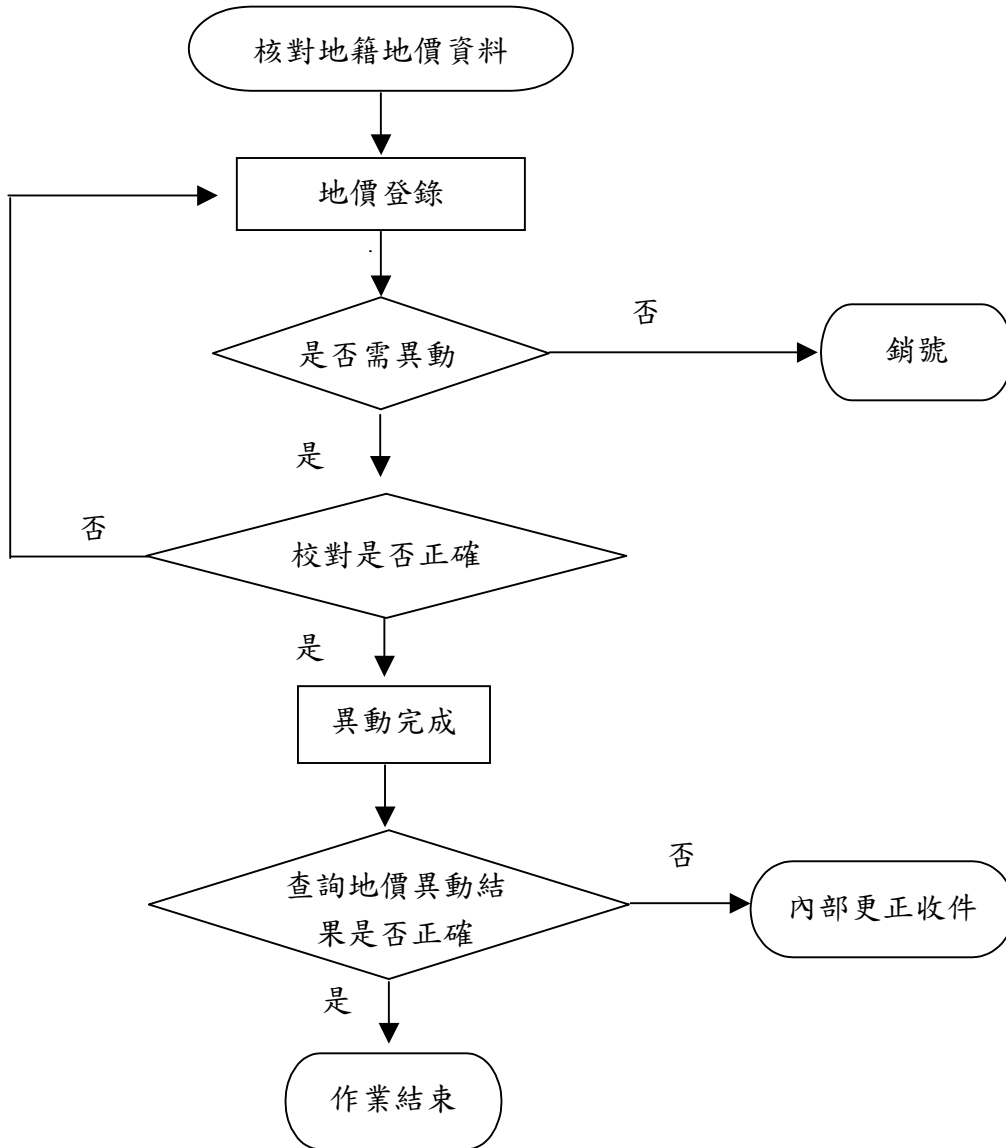 核對地籍地價資料
地價登錄
是否需異動
否
銷號
是
校對是否正確
否
是
異動完成
查詢地價異動結
果是否正確
否
內部更正收件
是
作業結束